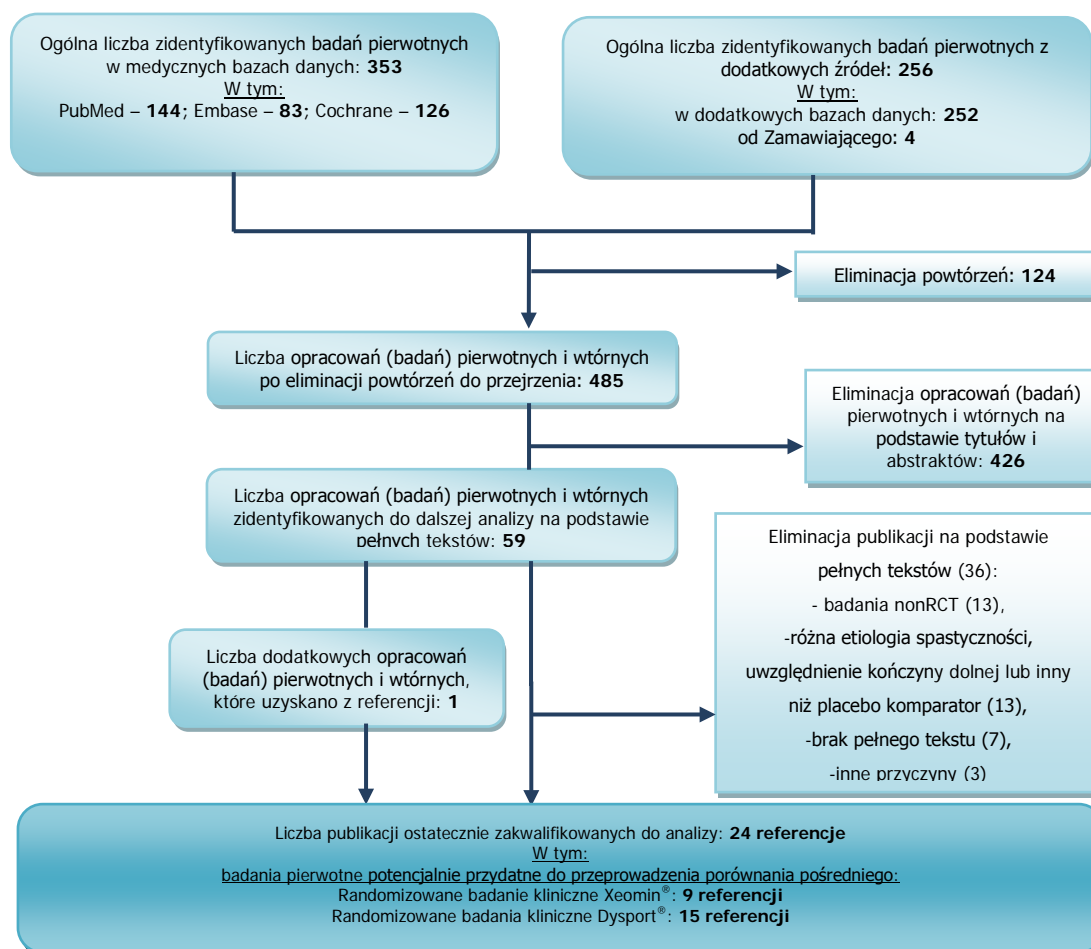 Ogólna liczba zidentyfikowanych badań pierwotnych
w medycznych bazach danych: 353
W tym:
PubMed – 144; Embase – 83; Cochrane – 126
Ogólna liczba zidentyfikowanych badań pierwotnych z
dodatkowych źródeł: 256
W tym:
w dodatkowych bazach danych: 252
od Zamawiającego: 4
Eliminacja powtórzeń: 124
Liczba opracowań (badań) pierwotnych i wtórnych
po eliminacji powtórzeń do przejrzenia: 485
Eliminacja opracowań (badań)
pierwotnych i wtórnych na
podstawie tytułów i
abstraktów: 426
Liczba opracowań (badań) pierwotnych i wtórnych
zidentyfikowanych do dalszej analizy na podstawie
pełnych tekstów: 59
Eliminacja publikacji na podstawie
pełnych tekstów (36):
- badania nonRCT (13),
-różna etiologia spastyczności,
uwzględnienie kończyny dolnej lub inny
niż placebo komparator (13),
-brak pełnego tekstu (7),
-inne przyczyny (3)
Liczba dodatkowych opracowań
(badań) pierwotnych i wtórnych,
które uzyskano z referencji: 1
Liczba publikacji ostatecznie zakwalifikowanych do analizy: 24 referencje
W tym:
badania pierwotne potencjalnie przydatne do przeprowadzenia porównania pośredniego:
Randomizowane badanie kliniczne Xeomin®: 9 referencji
Randomizowane badania kliniczne Dysport®: 15 referencji